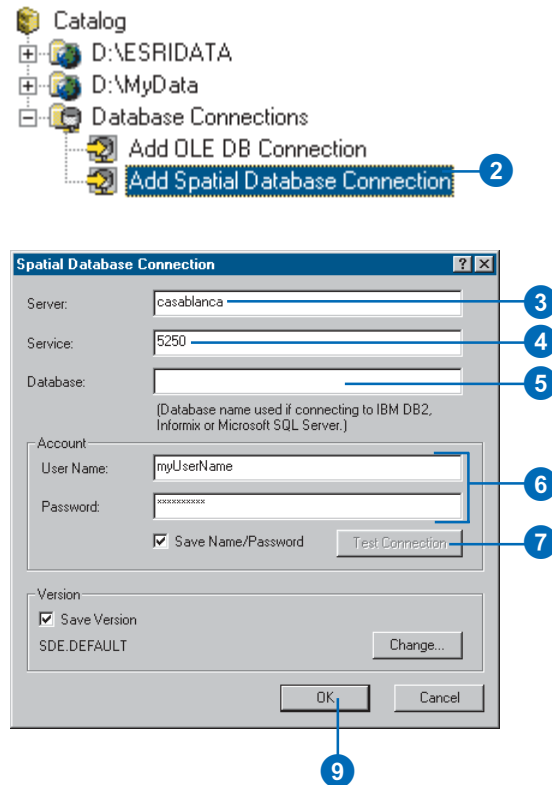 Catalog
D:\ESRIDATA
D:\MyData
Database Connections
Add OLE DB Connection
Add Spatial Database Connection
2
Spatial Database Connection
Server: casablanca 3
Service: 5250 4
Database: 5
(Database name used if connecting to IBM DB2,
Informix or Microsoft SQL Server.)
Account
User Name: myUserName
6
Password: ××××××××××
Save Name/Password Test Connection 7
Version
Save Version
SDE.DEFAULT Change...
OK Cancel
9